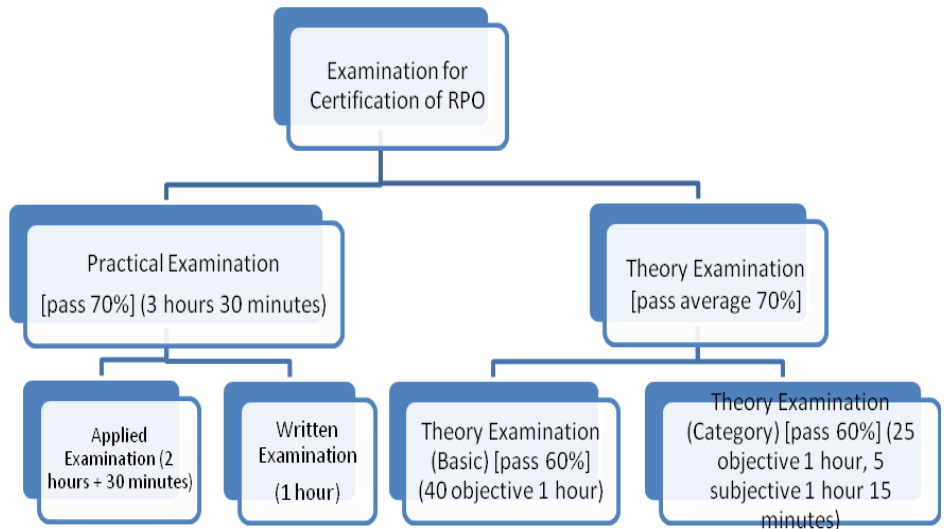 Examination for
Certification of RPO
Practical Examination
[pass 70%] (3 hours 30 minutes)
Theory Examination
[pass average 70%]
Applied
Examination (2
hours + 30 minutes)
Written
Examination
(1 hour)
Theory Examination
(Basic) [pass 60%]
(40 objective 1 hour)
Theory Examination
(Category) [pass 60%] (25
objective 1 hour, 5
subjective 1 hour 15
minutes)